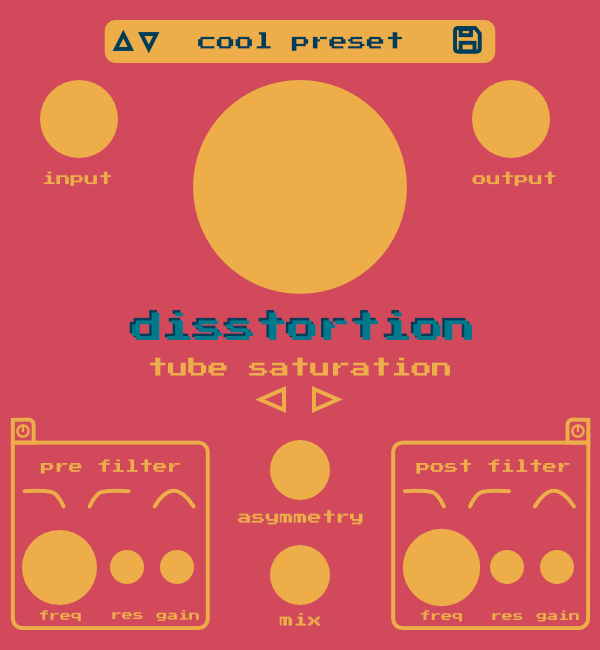 cool preset
input
output
disstortion
tube saturation
pre filter
post filter
asymmetry
freq res gain
mix
freq res gain